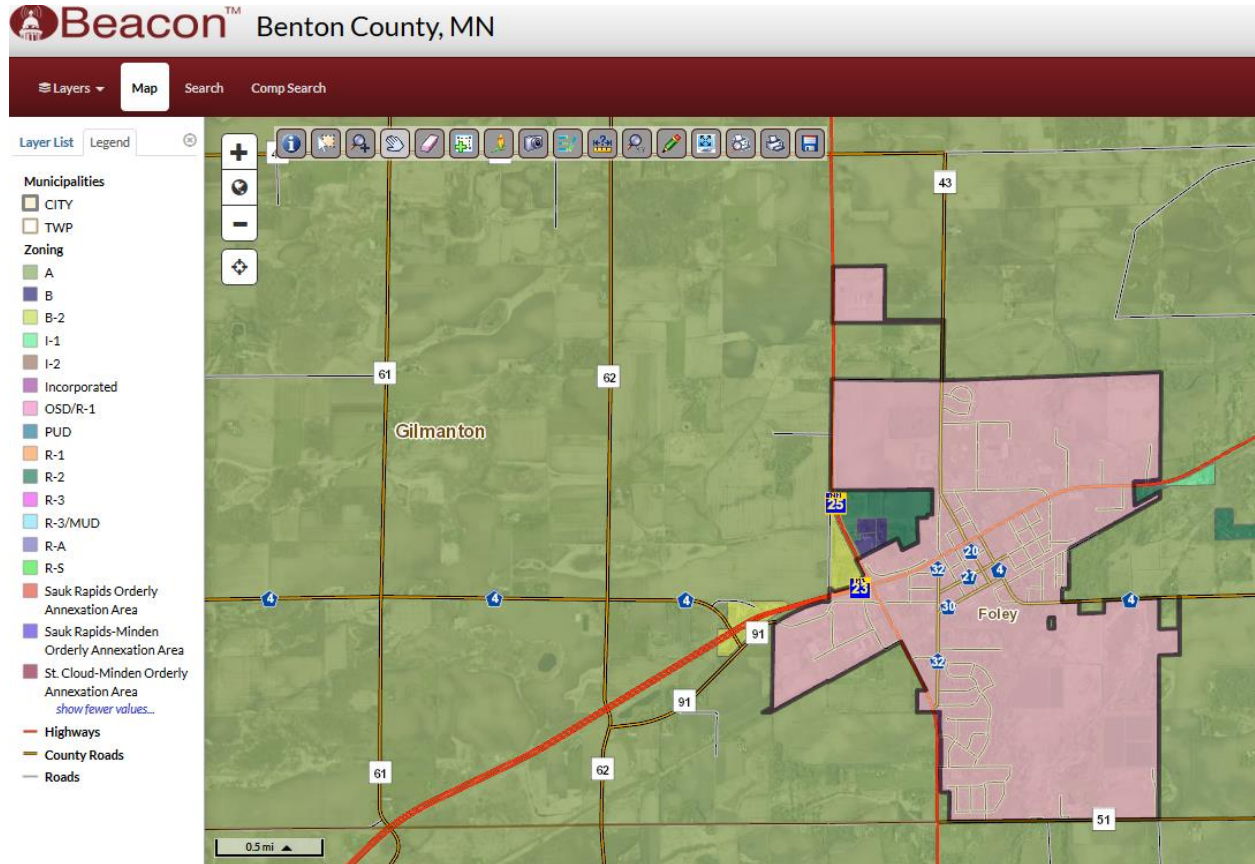 Beacon™ Benton County, MN
Layers Map Search Comp Search
Layer List Legend
Municipalities
CITY
TWP
Zoning
A
B
B-2
I-1
I-2
Incorporated
OSD/R-1
PUD
R-1
R-2
R-3
R-3/MUD
R-A
R-S
Sauk Rapids Orderly
Annexation Area
Sauk Rapids-Minden
Orderly Annexation Area
St. Cloud-Minden Orderly
Annexation Area
show fewer values...
Highways
County Roads
Roads
+
−
43
61
62
Gilmanton
25
20
32
27
4
23
4
4
4
4
30
Foley
91
32
91
61
62
51
0.5 mi